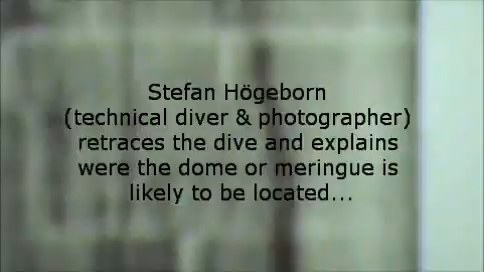 Stefan Högeborn
(technical diver & photographer)
retraces the dive and explains
were the dome or meringue is
likely to be located...